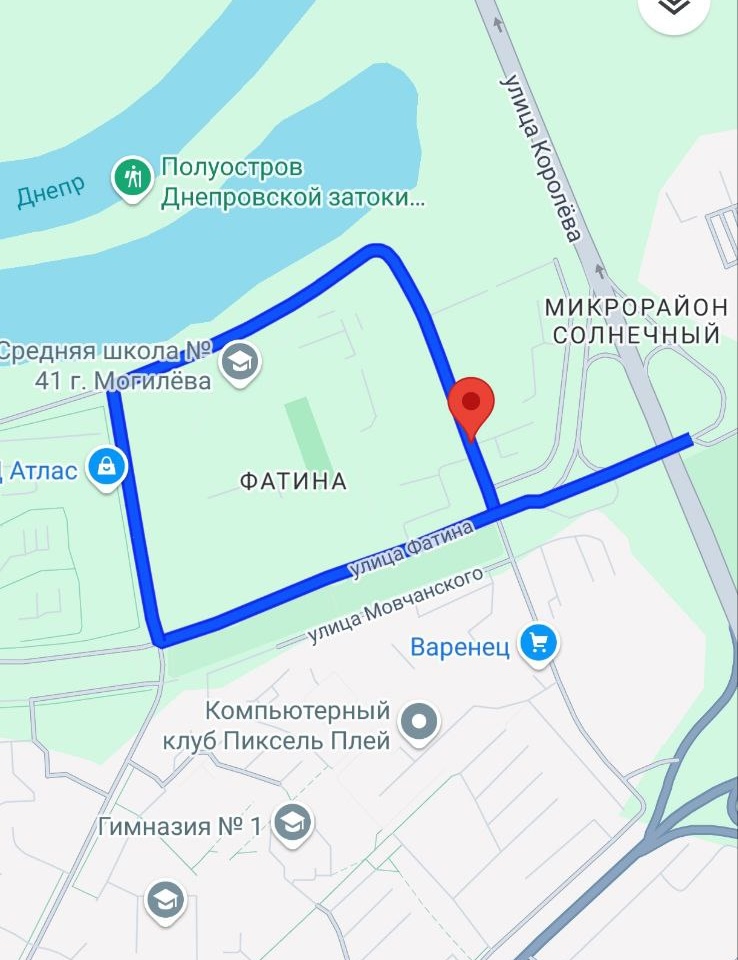 улица Королёва
Полуостров
Днепровской затоки...
Днепр
МИКРОРАЙОН
СОЛНЕЧНЫЙ
Средняя школа №
41 г. Могилёва
Атлас
ФАТИНА
улица Фатина
улица Мовчанского
Варенец
Компьютерный
клуб Пиксель Плей
Гимназия № 1